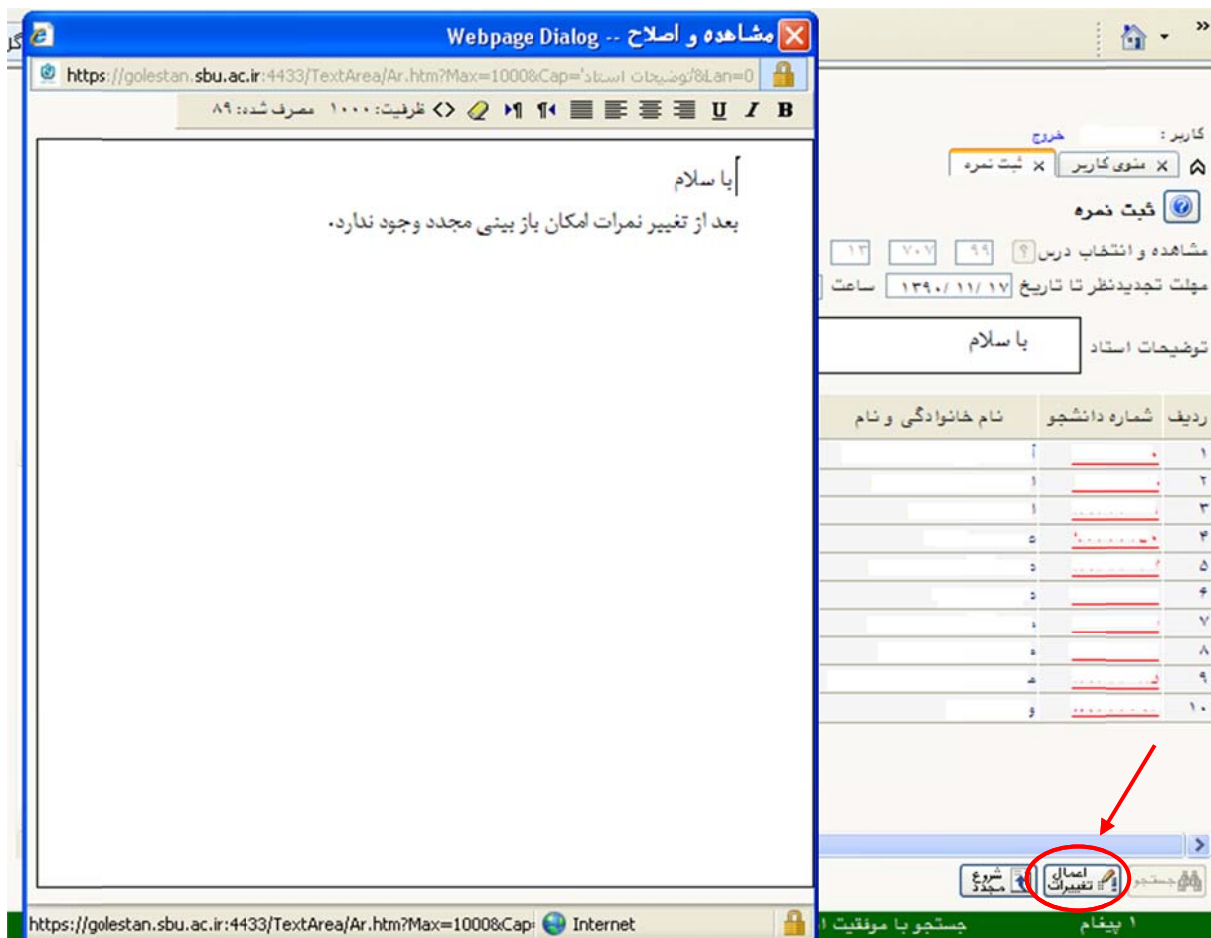 مشاهده و اصلاح -- Webpage Dialog
https://golestan.sbu.ac.ir:4433/TextArea/Ar.htm?Max=1000&Cap='توضیحات استاد'&Lan=0
B I U ظرفیت: ۱۰۰۰ مصرف شده: ۸۹
با سلام
بعد از تغییر نمرات امکان باز بینی مجدد وجود ندارد.
https://golestan.sbu.ac.ir:4433/TextArea/Ar.htm?Max=1000&Cap Internet
کاربر : خروج
منوی کاربر x ثبت نمره x
ثبت نمره
مشاهده و انتخاب درس ? ۹۹ ۷۰۷ ۱۳
مهلت تجدیدنظر تا تاریخ ۱۳۹۰/۱۱/۱۷ ساعت
توضیحات استاد با سلام
ردیف شماره دانشجو نام خانوادگی و نام
۱ آ
۲ ا
۳ ا
۴
۵
۶
۷
۸
۹
۱۰ و
جستجو اعمال تغییرات شروع مجدد
۱ پیغام جستجو با موفقیت